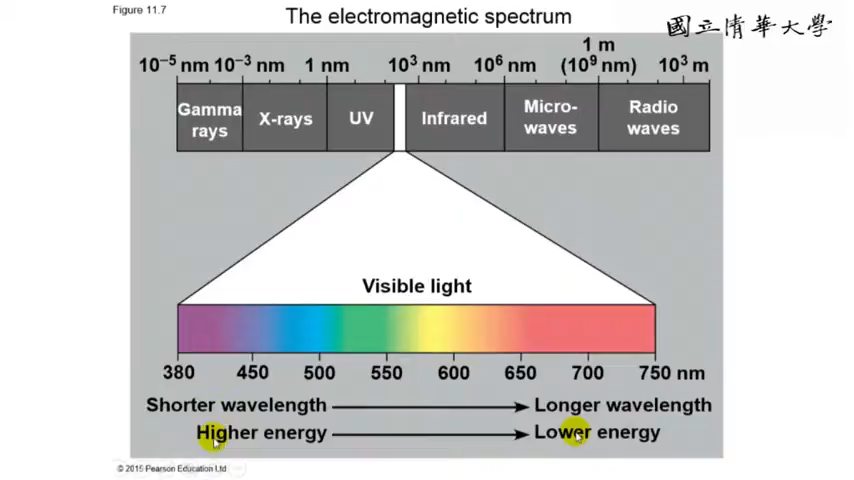 Figure 11.7
The electromagnetic spectrum
國立清華大學
1 m
10⁻⁵ nm 10⁻³ nm 1 nm 10³ nm 10⁶ nm (10⁹ nm) 10³ m
Gamma rays X-rays UV Infrared Micro-waves Radio waves
Visible light
380 450 500 550 600 650 700 750 nm
Shorter wavelength Longer wavelength
Higher energy Lower energy
© 2015 Pearson Education Ltd